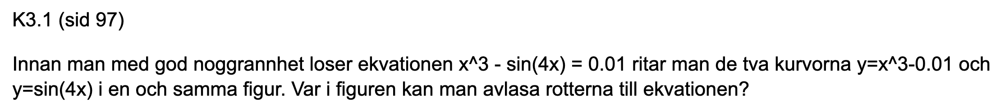 K3.1 (sid 97)
Innan man med god noggrannhet loser ekvationen x^3 - sin(4x) = 0.01 ritar man de tva kurvorna y=x^3-0.01 och
y=sin(4x) i en och samma figur. Var i figuren kan man avlasa rotterna till ekvationen?